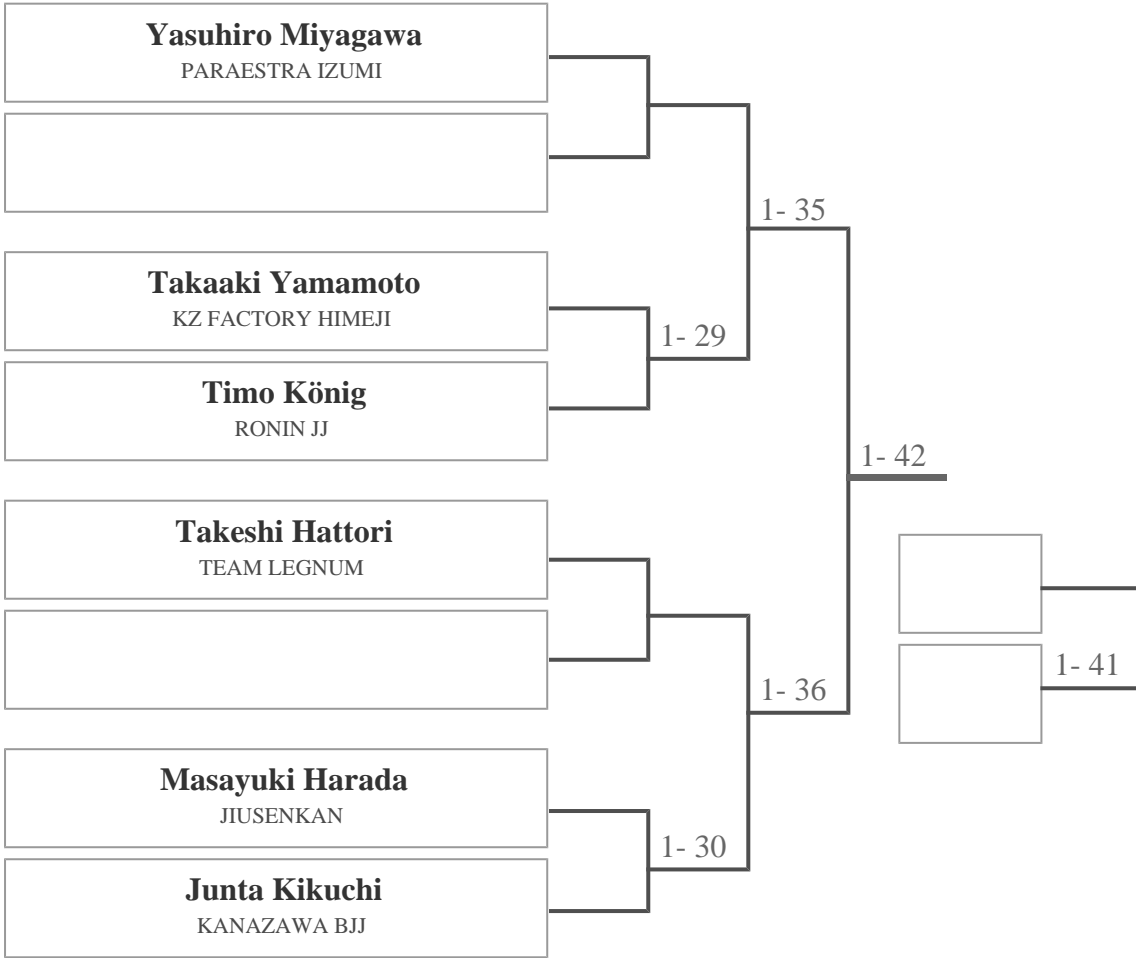 Yasuhiro Miyagawa
PARAESTRA IZUMI
1- 35
Takaaki Yamamoto
KZ FACTORY HIMEJI
1- 29
Timo König
RONIN JJ
1- 42
Takeshi Hattori
TEAM LEGNUM
1- 41
1- 36
Masayuki Harada
JIUSENKAN
1- 30
Junta Kikuchi
KANAZAWA BJJ